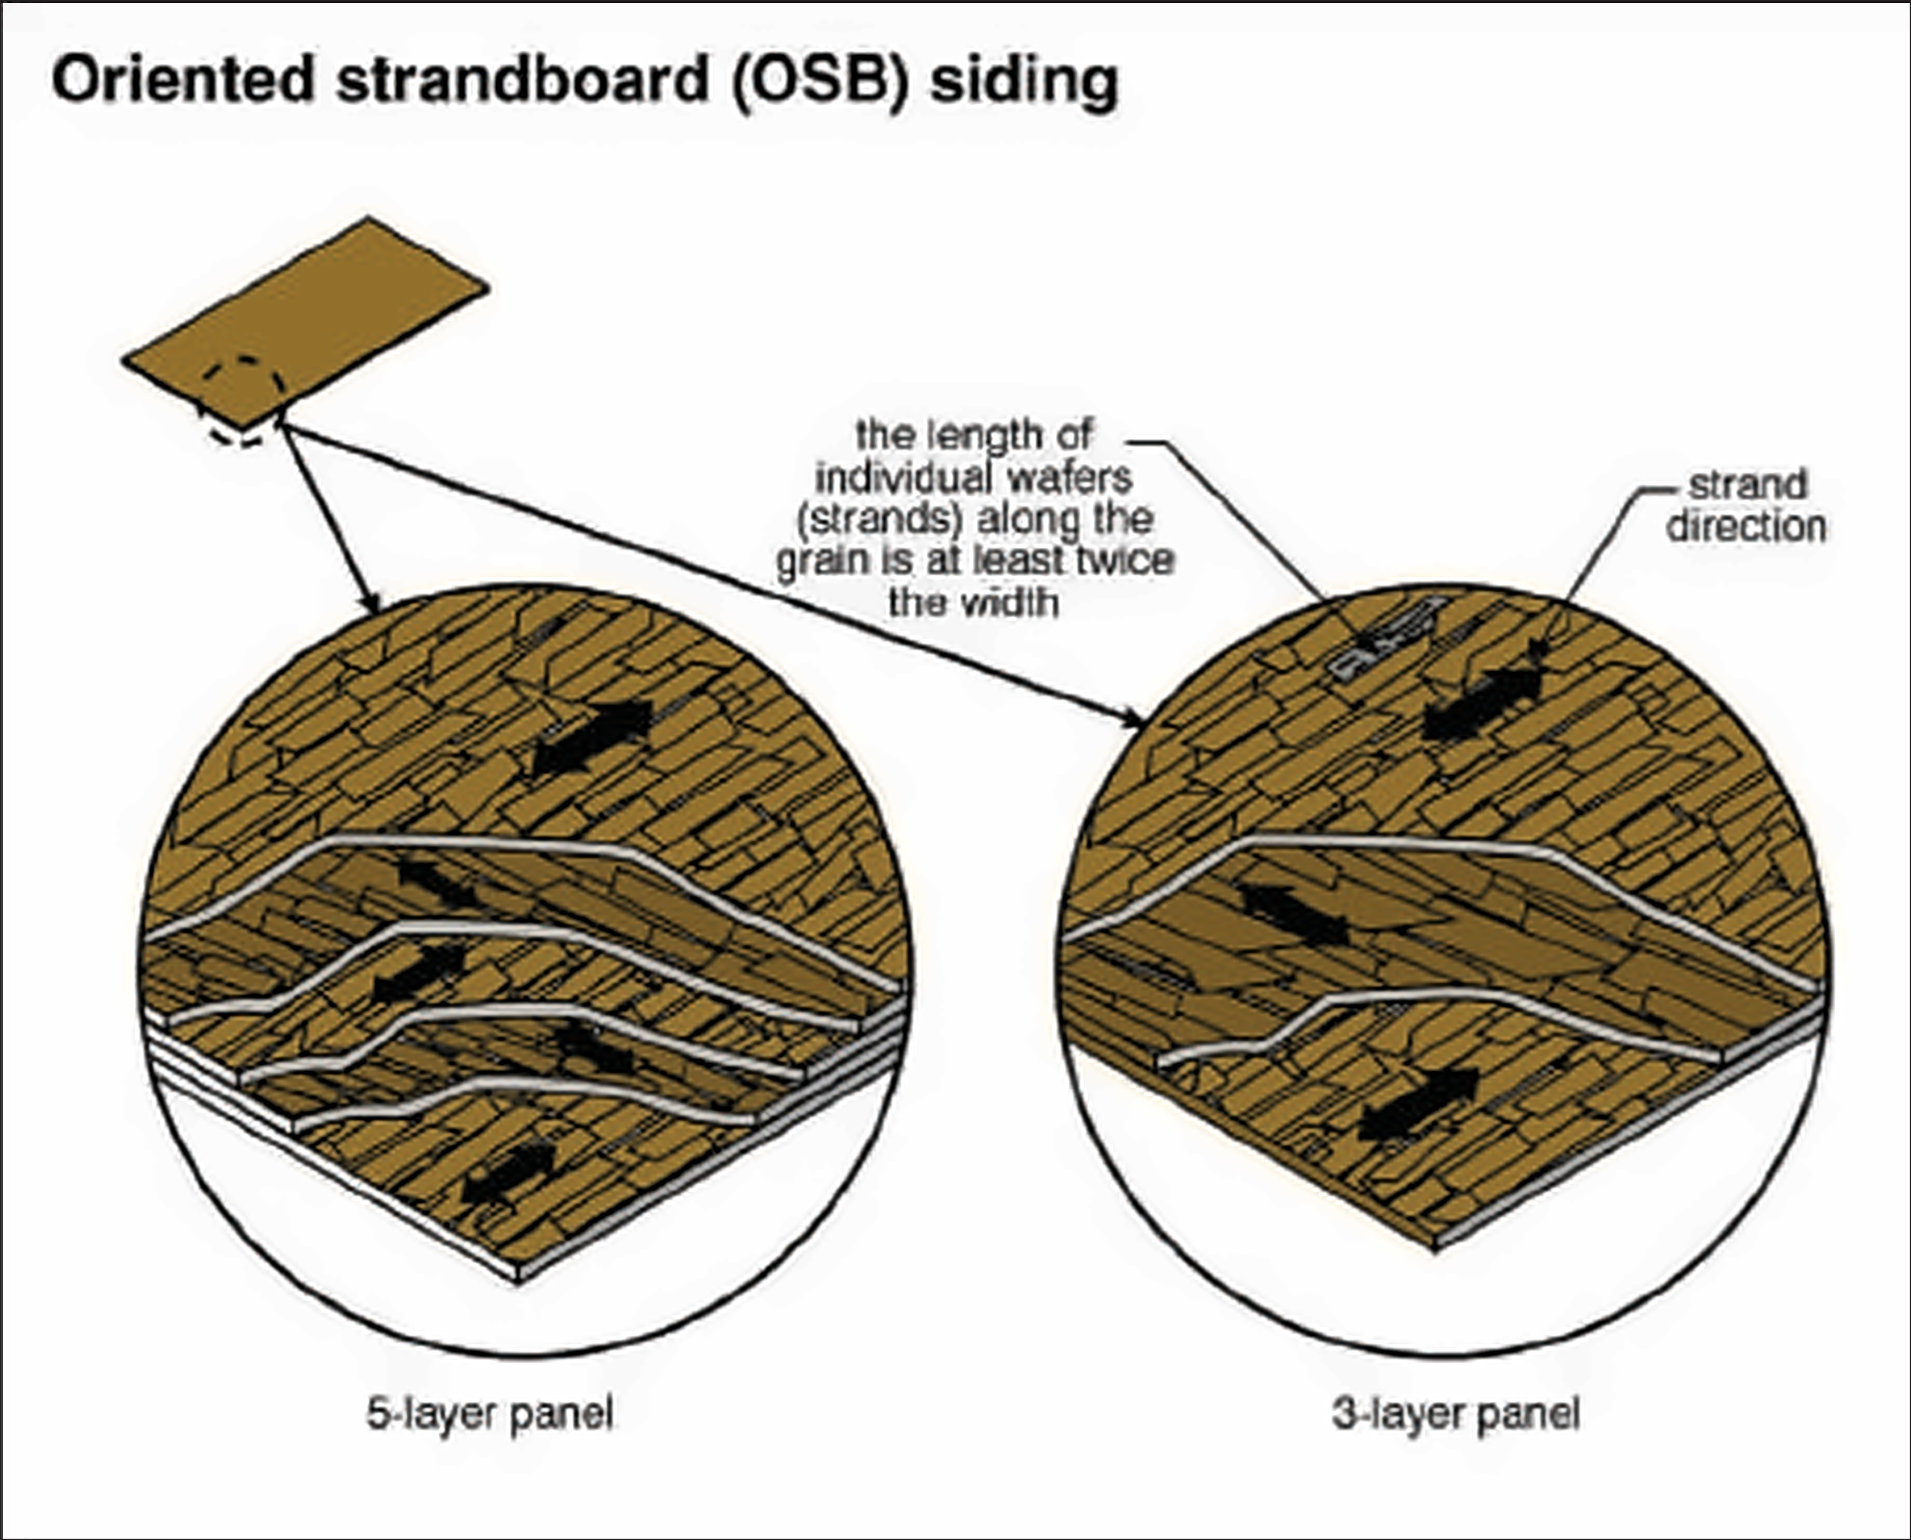 Oriented strandboard (OSB) siding
the length of
individual wafers
(strands) along the
grain is at least twice
the width
strand
direction
5-layer panel
3-layer panel